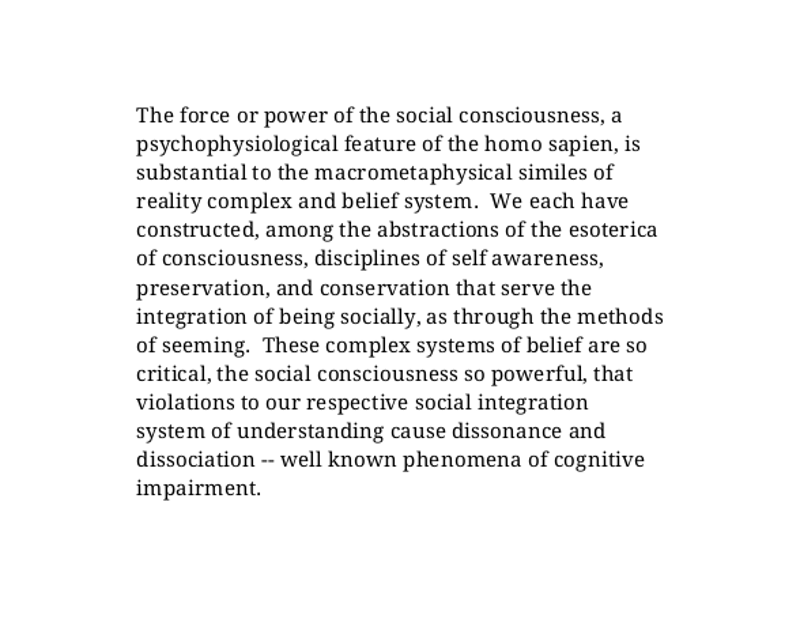 The force or power of the social consciousness, a
psychophysiological feature of the homo sapien, is
substantial to the macrometaphysical similes of
reality complex and belief system.  We each have
constructed, among the abstractions of the esoterica
of consciousness, disciplines of self awareness,
preservation, and conservation that serve the
integration of being socially, as through the methods
of seeming.  These complex systems of belief are so
critical, the social consciousness so powerful, that
violations to our respective social integration
system of understanding cause dissonance and
dissociation -- well known phenomena of cognitive
impairment.